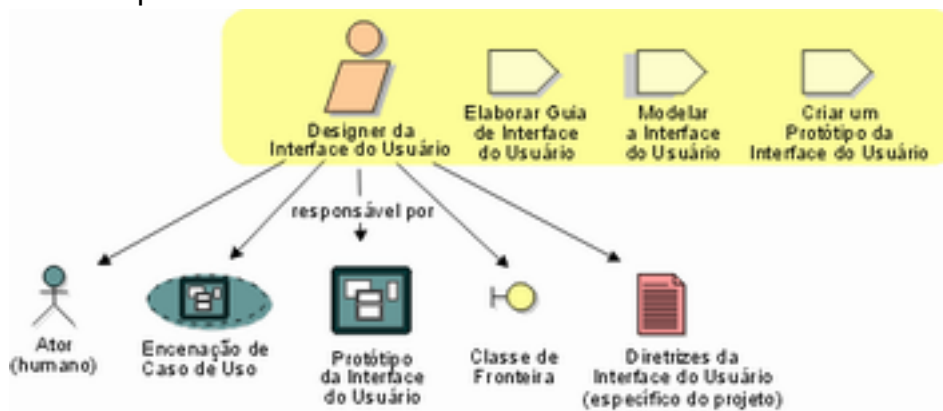 Designer da
Interface do Usuário
Elaborar Guia
de Interface
do Usuário
Modelar
a Interface
do Usuário
Criar um
Protótipo da
Interface do Usuário
responsável por
Ator
(humano)
Encenação de
Caso de Uso
Protótipo
da Interface
do Usuário
Classe de
Fronteira
Diretrizes da
Interface do Usuário
(específico do projeto)